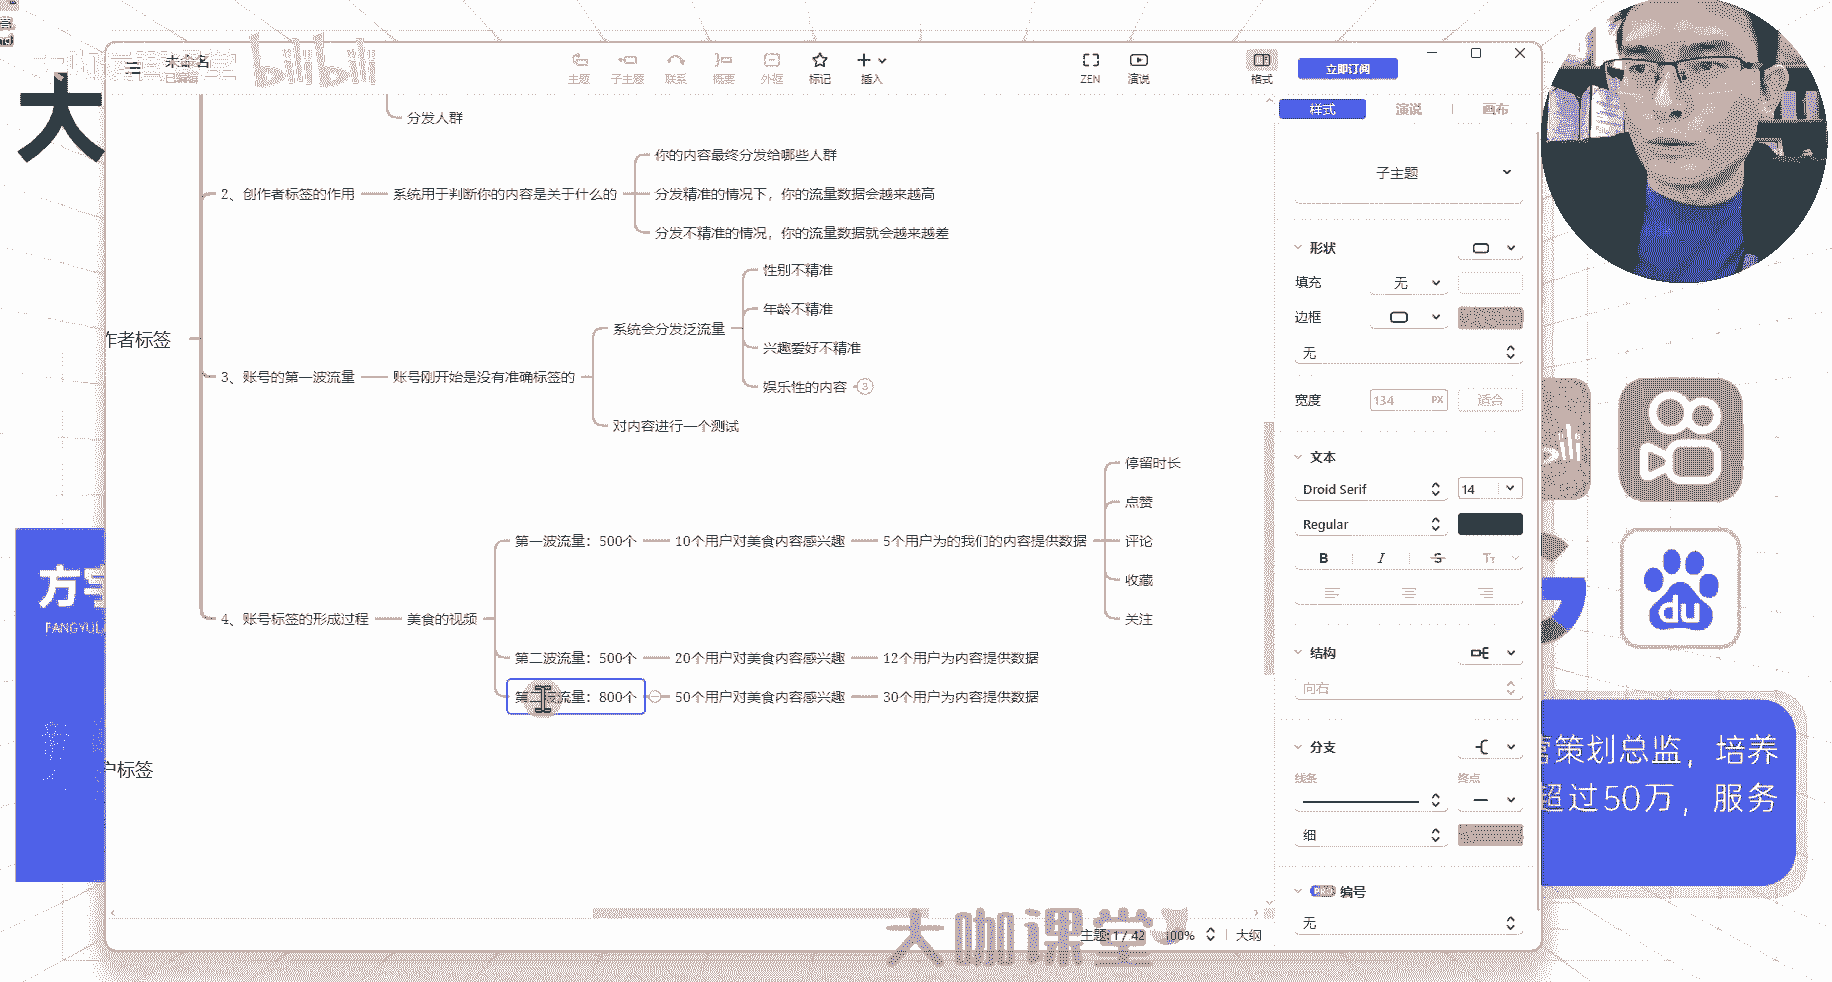 大
bilibili
未命名
已编辑
主题
子主题
联系
概要
外框
标记
插入
ZEN
演说
格式
立即订阅
分发人群
2、创作者标签的作用
系统用于判断你的内容是关于什么的
你的内容最终分发给哪些人群
分发精准的情况下，你的流量数据会越来越高
分发不精准的情况，你的流量数据就会越来越差
作者标签
3、账号的第一波流量
账号刚开始是没有准确标签的
系统会分发泛流量
性别不精准
年龄不精准
兴趣爱好不精准
娱乐性的内容
3
对内容进行一个测试
4、账号标签的形成过程
美食的视频
第一波流量：500个
10个用户对美食内容感兴趣
5个用户为的我们的内容提供数据
停留时长
点赞
评论
收藏
关注
第二波流量：500个
20个用户对美食内容感兴趣
12个用户为内容提供数据
流量：800个
50个用户对美食内容感兴趣
30个用户为内容提供数据
户标签
样式
演说
画布
子主题
形状
填充
无
边框
无
宽度
134
PX
适合
文本
Droid Serif
14
Regular
B
I
S
Tт
结构
向右
分支
线条
终点
细
编号
无
主题: 1 / 42
100%
大纲
大咖课堂
方宇
FANGYUL
du
营策划总监，培养
超过50万，服务